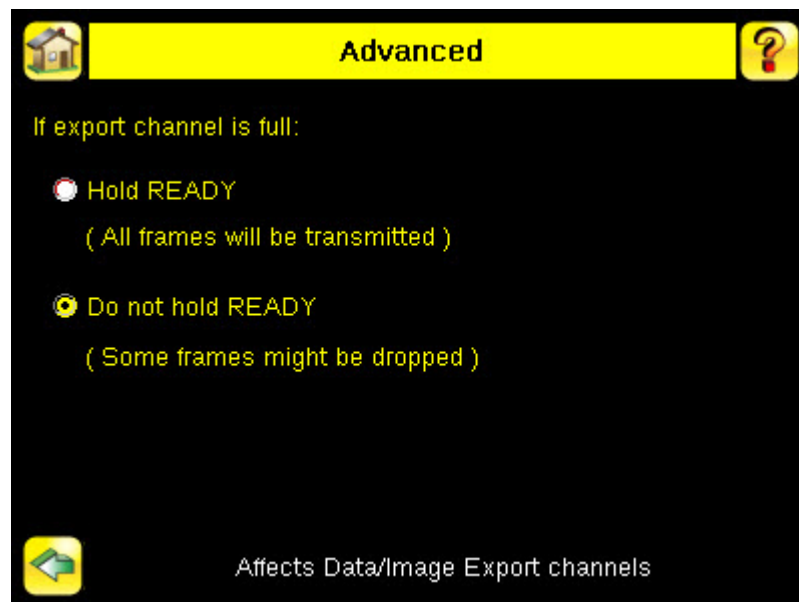 Advanced
If export channel is full:
Hold READY
( All frames will be transmitted )
Do not hold READY
( Some frames might be dropped )
Affects Data/Image Export channels